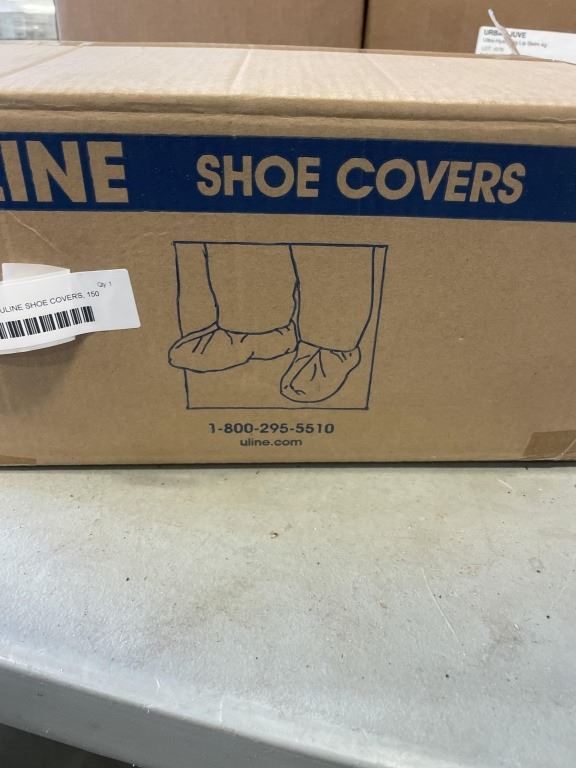 LINE SHOE COVERS
Qty: 1
ULINE SHOE COVERS, 150
1-800-295-5510
uline.com